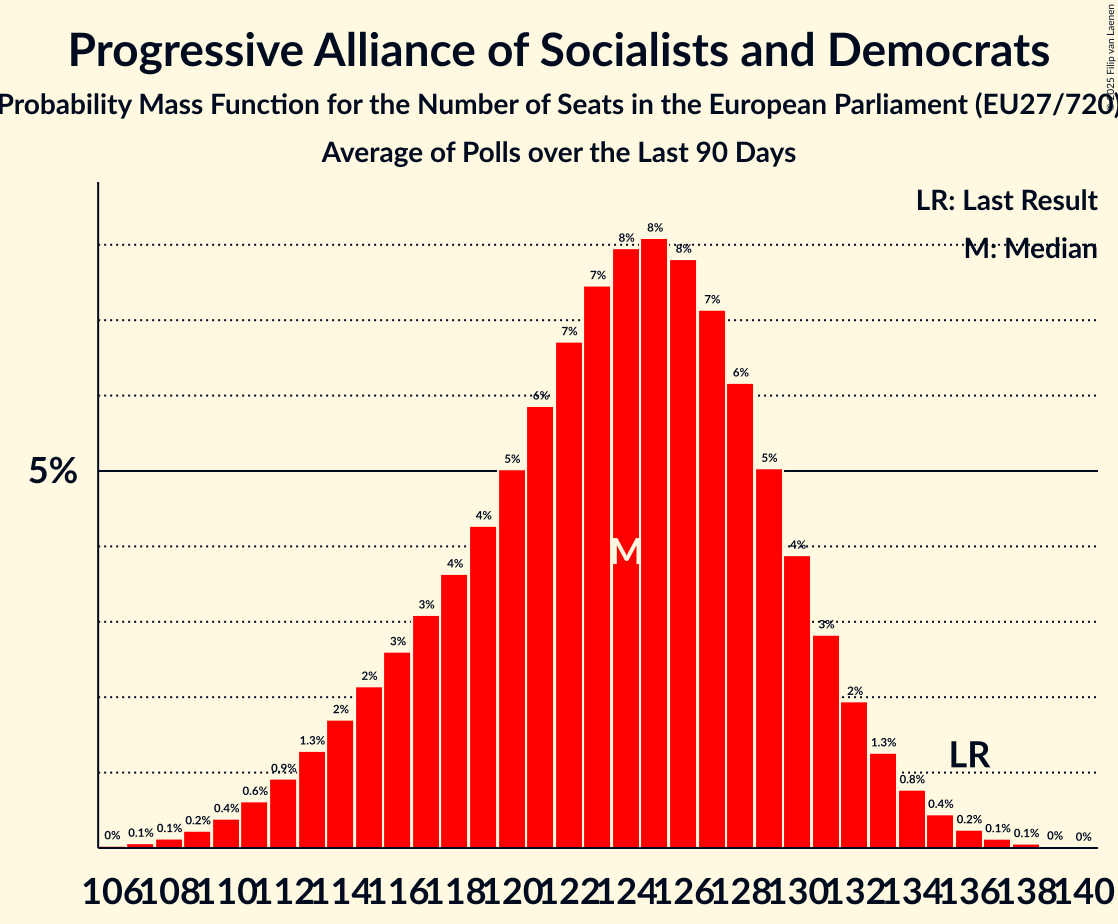 Progressive Alliance of Socialists and Democrats
Probability Mass Function for the Number of Seats in the European Parliament (EU27/720)
Average of Polls over the Last 90 Days
© 2025 Filip van Laenen
LR: Last Result
M: Median
5%
0% 0.1% 0.1% 0.2% 0.4% 0.6% 0.9% 1.3% 2% 2% 3% 3% 4% 4% 5% 6% 7% 7% 8% 8% 8% 7% 6% 5% 4% 3% 2% 1.3% 0.8% 0.4% 0.2% 0.1% 0.1% 0% 0%
M
LR
106 108 110 112 114 116 118 120 122 124 126 128 130 132 134 136 138 140